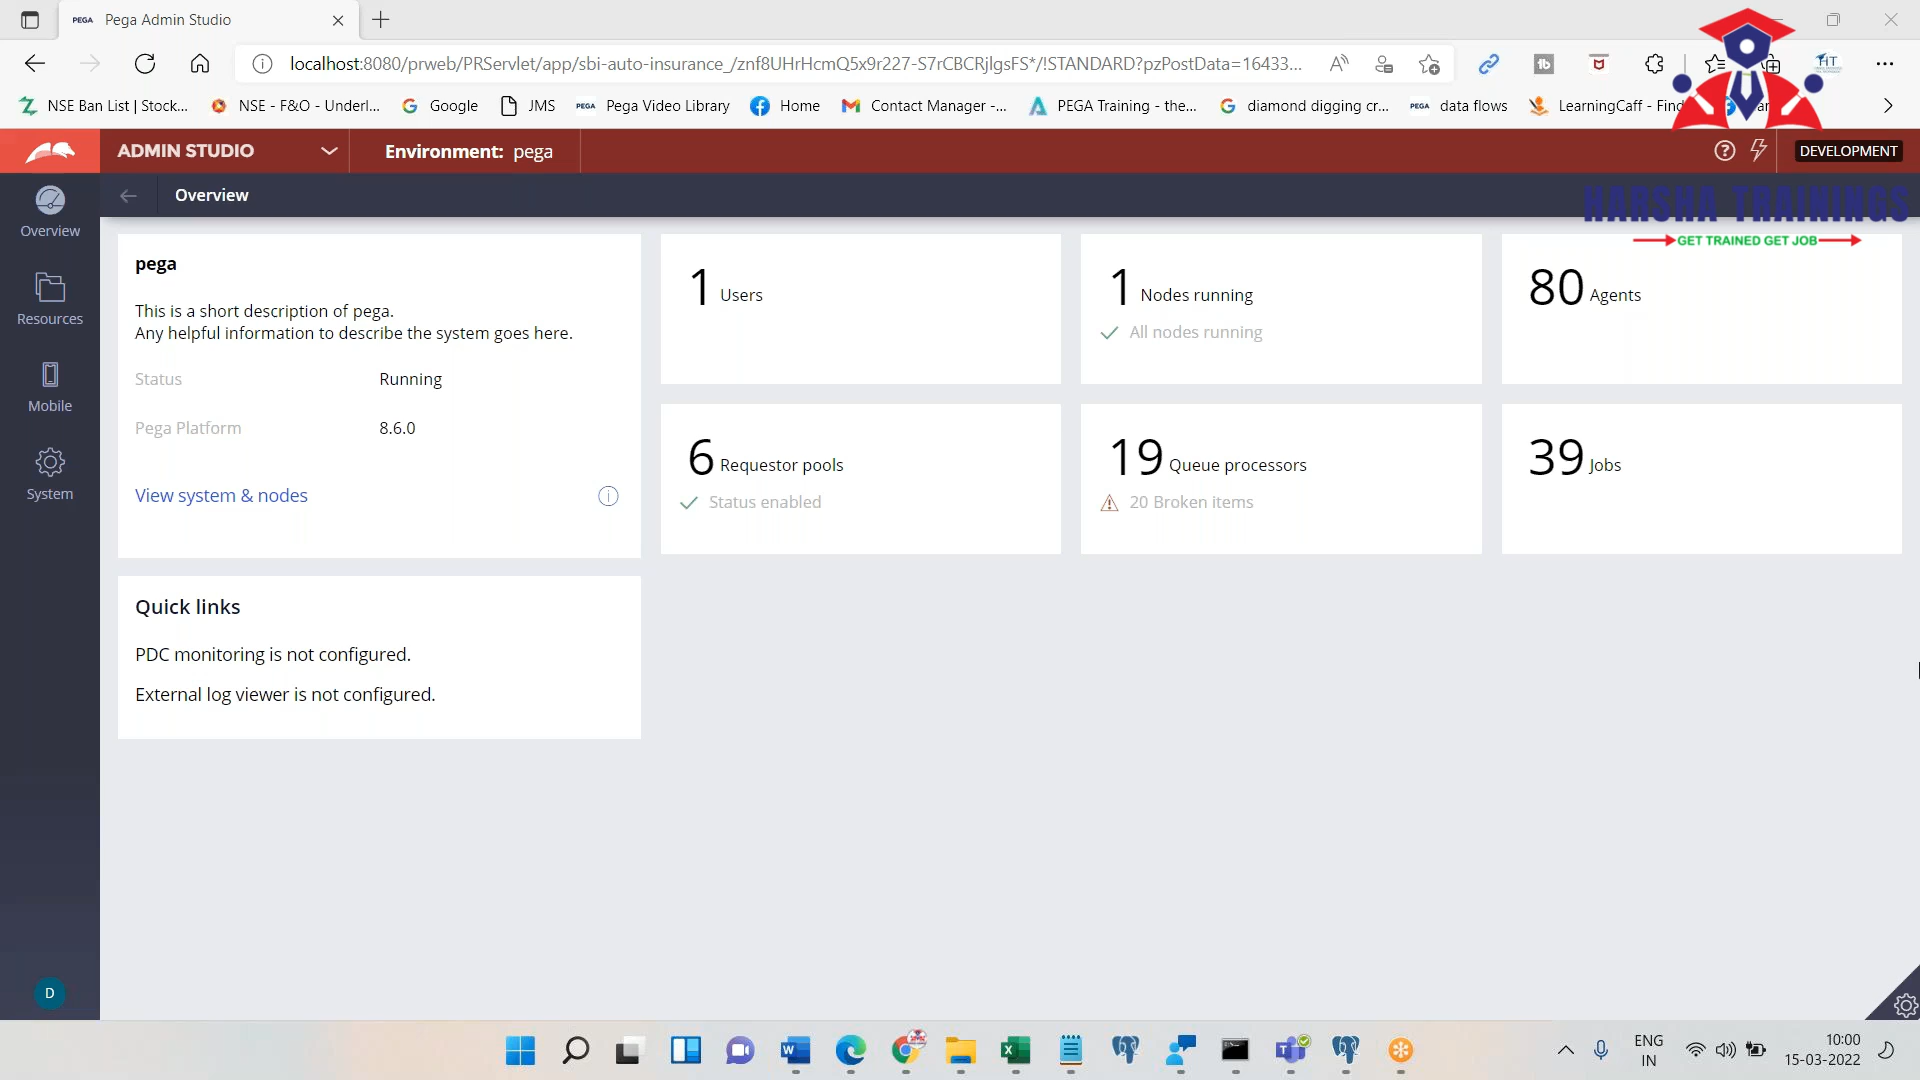 PEGA Pega Admin Studio
localhost:8080/prweb/PRServlet/app/sbi-auto-insurance_/znf8UHrHcmQ5x9r227-S7rCBCRjlgsFS*/!STANDARD?pzPostData=16433...
NSE Ban List | Stock... NSE - F&O - Underl... Google JMS PEGA Pega Video Library Home Contact Manager -... PEGA Training - the... diamond digging cr... PEGA data flows LearningCaff - Find
ADMIN STUDIO Environment: pega DEVELOPMENT
Overview
HARSHA TRAININGS
GET TRAINED GET JOB
Overview
Resources
Mobile
System
pega
This is a short description of pega.
Any helpful information to describe the system goes here.
Status Running
Pega Platform 8.6.0
View system & nodes
1 Users
1 Nodes running
All nodes running
80 Agents
6 Requestor pools
Status enabled
19 Queue processors
20 Broken items
39 Jobs
Quick links
PDC monitoring is not configured.
External log viewer is not configured.
D
ENG
IN
10:00
15-03-2022